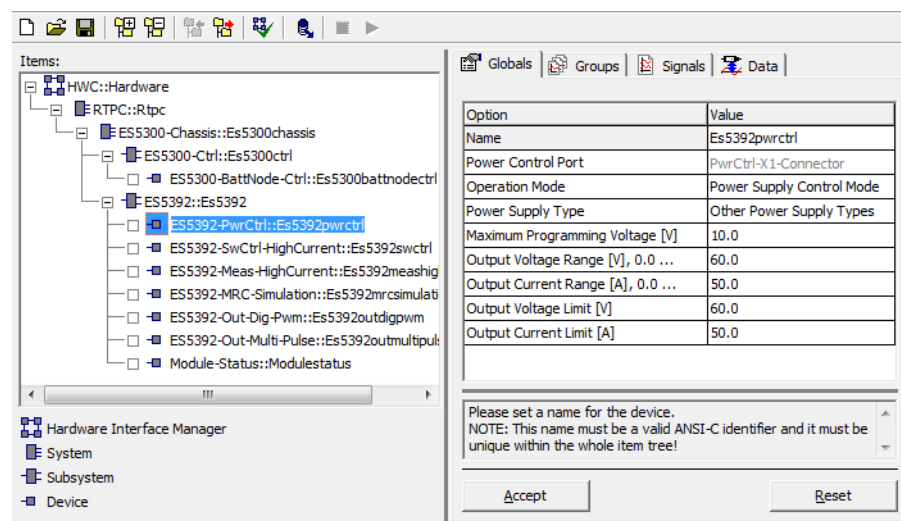 Items:
HWC::Hardware
RTPC::Rtpc
ES5300-Chassis::Es5300chassis
ES5300-Ctrl::Es5300ctrl
ES5300-BattNode-Ctrl::Es5300battnodectrl
ES5392::Es5392
ES5392-PwrCtrl::Es5392pwrctrl
ES5392-SwCtrl-HighCurrent::Es5392swctrl
ES5392-Meas-HighCurrent::Es5392meashig
ES5392-MRC-Simulation::Es5392mrcsimulati
ES5392-Out-Dig-Pwm::Es5392outdigpwm
ES5392-Out-Multi-Pulse::Es5392outmultipul
Module-Status::Modulestatus
Hardware Interface Manager
System
Subsystem
Device
Globals Groups Signals Data
Option Value
Name Es5392pwrctrl
Power Control Port PwrCtrl-X1-Connector
Operation Mode Power Supply Control Mode
Power Supply Type Other Power Supply Types
Maximum Programming Voltage [V] 10.0
Output Voltage Range [V], 0.0 ... 60.0
Output Current Range [A], 0.0 ... 50.0
Output Voltage Limit [V] 60.0
Output Current Limit [A] 50.0
Please set a name for the device.
NOTE: This name must be a valid ANSI-C identifier and it must be
unique within the whole item tree!
Accept Reset